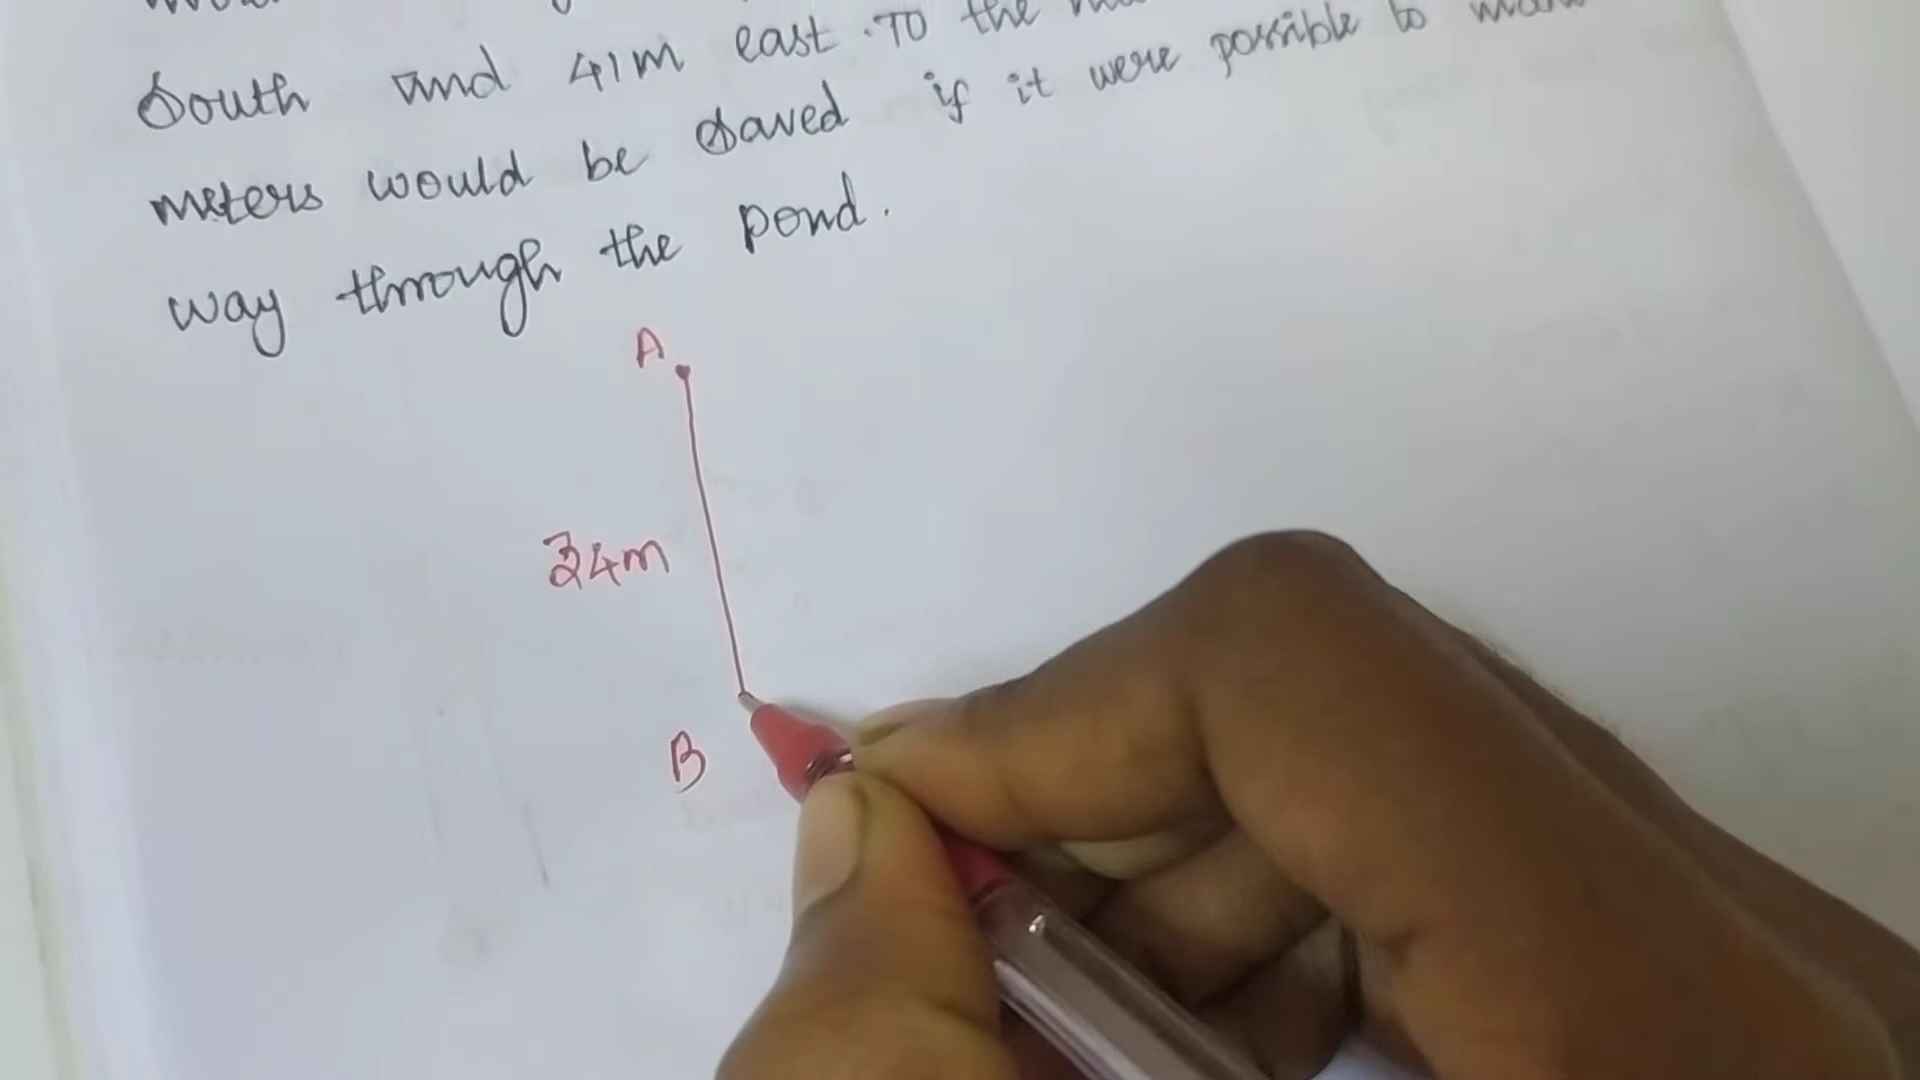 South and 41m east. To the
meters would be saved if it were possible to
way through the pond.
A
34m
B